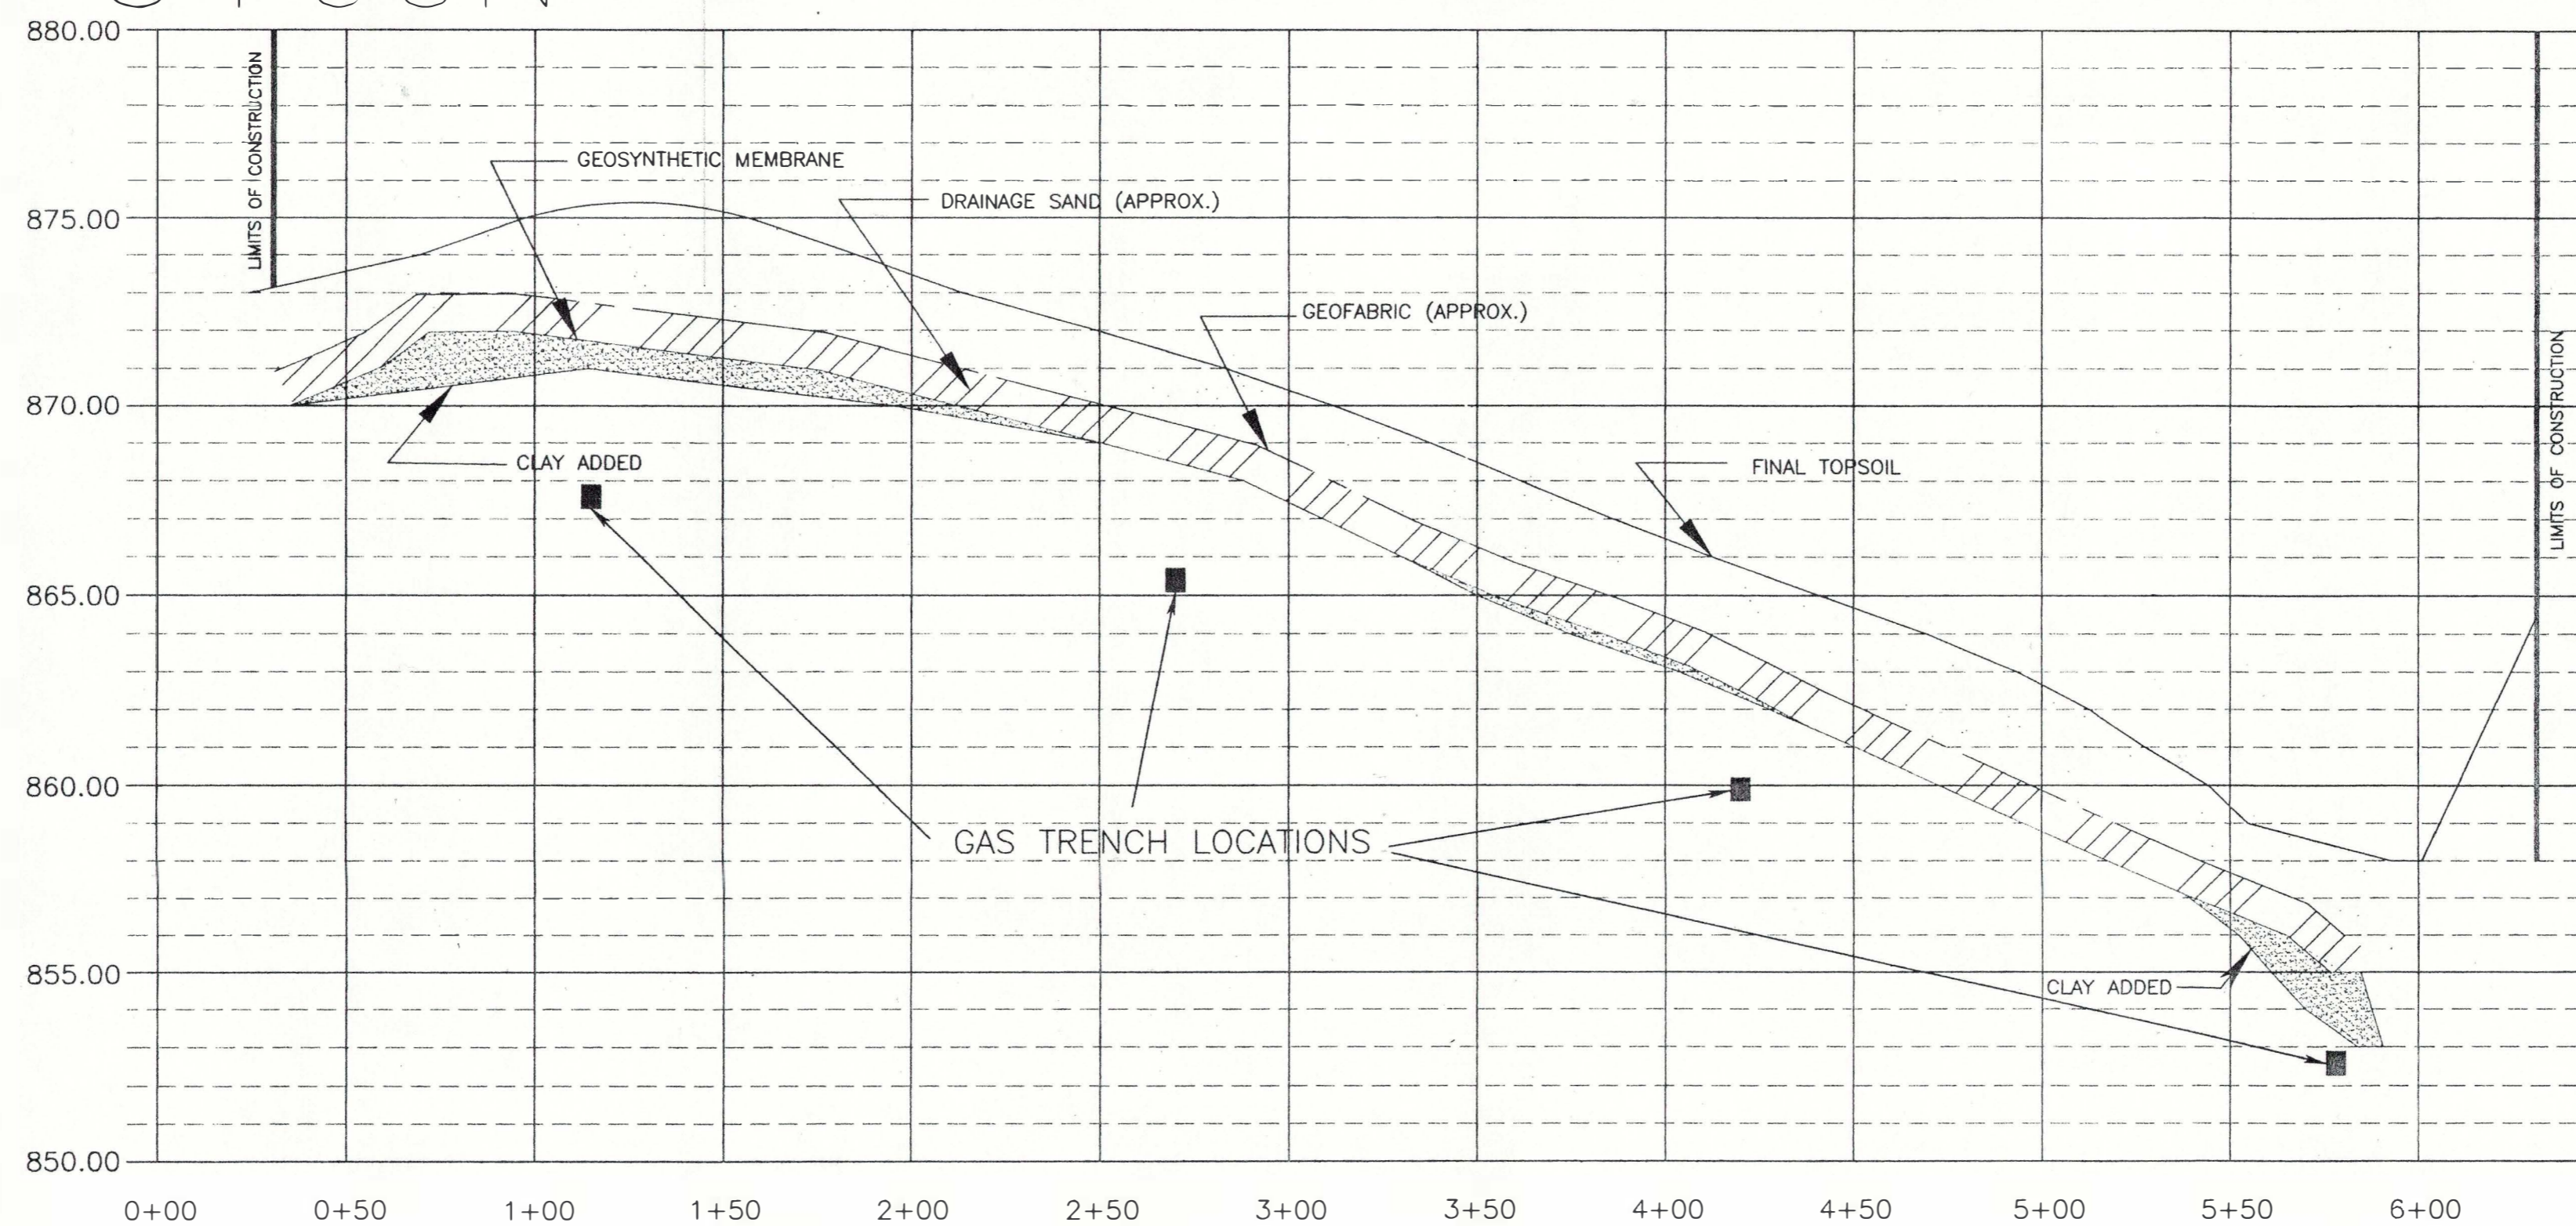 880.00
LIMITS OF CONSTRUCTION
GEOSYNTHETIC MEMBRANE
DRAINAGE SAND (APPROX.)
875.00
GEOFABRIC (APPROX.)
LIMITS OF CONSTRUCTION
870.00
CLAY ADDED
FINAL TOPSOIL
865.00
860.00
GAS TRENCH LOCATIONS
855.00
CLAY ADDED
850.00
0+00 0+50 1+00 1+50 2+00 2+50 3+00 3+50 4+00 4+50 5+00 5+50 6+00